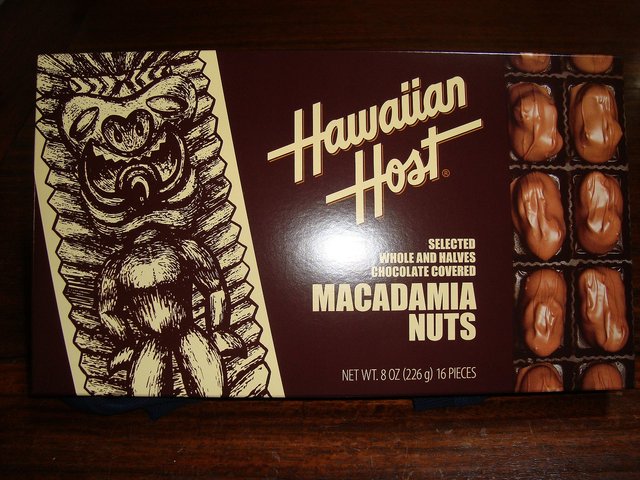 Hawaiian
Host®
SELECTED
WHOLE AND HALVES
CHOCOLATE COVERED
MACADAMIA
NUTS
NET WT. 8 OZ (226 g) 16 PIECES